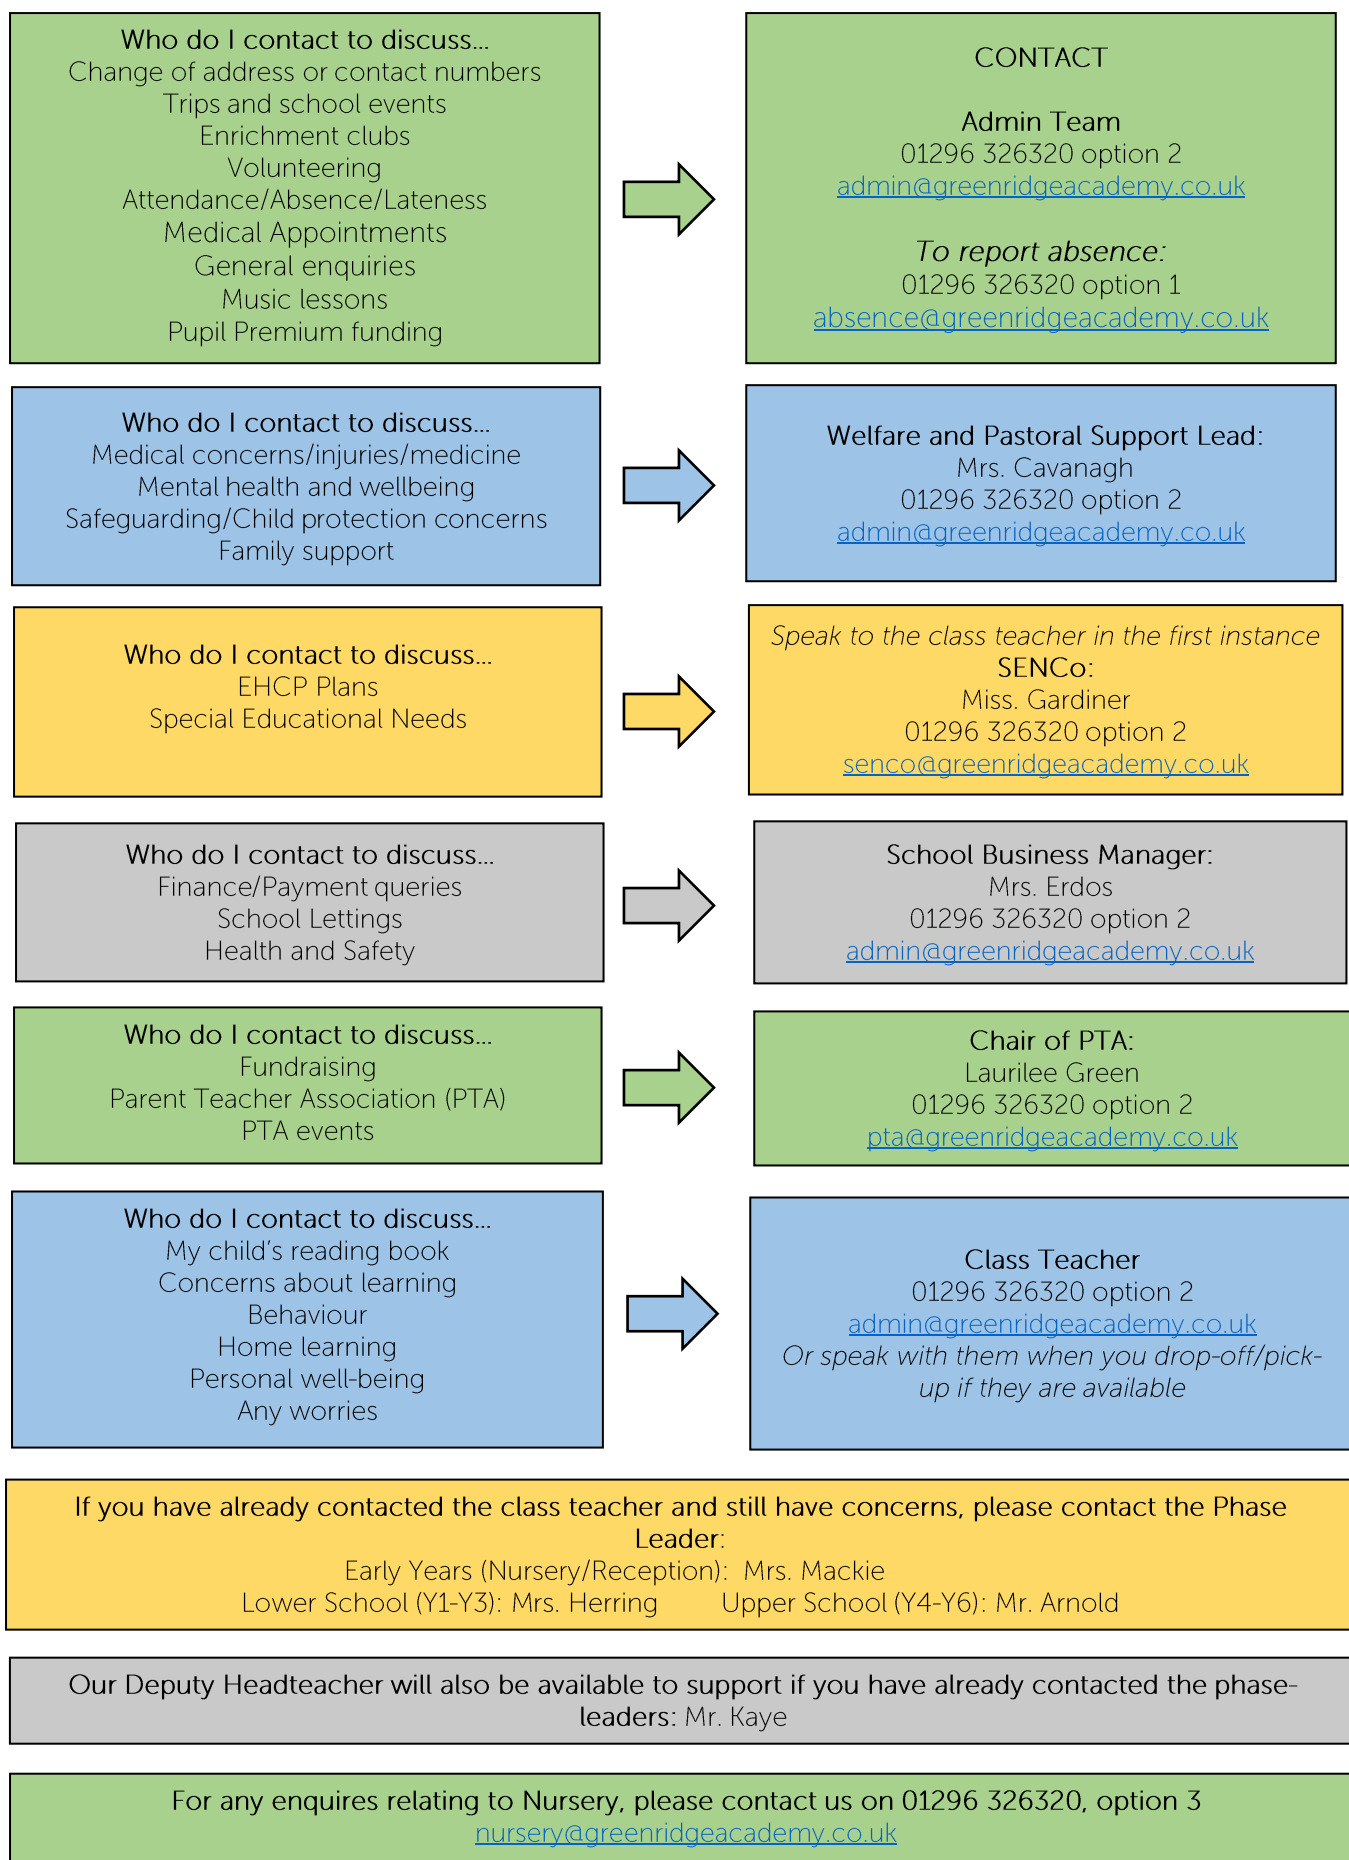 Who do I contact to discuss...
Change of address or contact numbers
Trips and school events
Enrichment clubs
Volunteering
Attendance/Absence/Lateness
Medical Appointments
General enquiries
Music lessons
Pupil Premium funding
CONTACT
Admin Team
01296 326320 option 2
admin@greenridgeacademy.co.uk
To report absence:
01296 326320 option 1
absence@greenridgeacademy.co.uk
Who do I contact to discuss...
Medical concerns/injuries/medicine
Mental health and wellbeing
Safeguarding/Child protection concerns
Family support
Welfare and Pastoral Support Lead:
Mrs. Cavanagh
01296 326320 option 2
admin@greenridgeacademy.co.uk
Who do I contact to discuss...
EHCP Plans
Special Educational Needs
Speak to the class teacher in the first instance
SENCo:
Miss. Gardiner
01296 326320 option 2
senco@greenridgeacademy.co.uk
Who do I contact to discuss...
Finance/Payment queries
School Lettings
Health and Safety
School Business Manager:
Mrs. Erdos
01296 326320 option 2
admin@greenridgeacademy.co.uk
Who do I contact to discuss...
Fundraising
Parent Teacher Association (PTA)
PTA events
Chair of PTA:
Laurilee Green
01296 326320 option 2
pta@greenridgeacademy.co.uk
Who do I contact to discuss...
My child's reading book
Concerns about learning
Behaviour
Home learning
Personal well-being
Any worries
Class Teacher
01296 326320 option 2
admin@greenridgeacademy.co.uk
Or speak with them when you drop-off/pick-
up if they are available
If you have already contacted the class teacher and still have concerns, please contact the Phase
Leader:
Early Years (Nursery/Reception): Mrs. Mackie
Lower School (Y1-Y3): Mrs. Herring Upper School (Y4-Y6): Mr. Arnold
Our Deputy Headteacher will also be available to support if you have already contacted the phase-
leaders: Mr. Kaye
For any enquires relating to Nursery, please contact us on 01296 326320, option 3
nursery@greenridgeacademy.co.uk